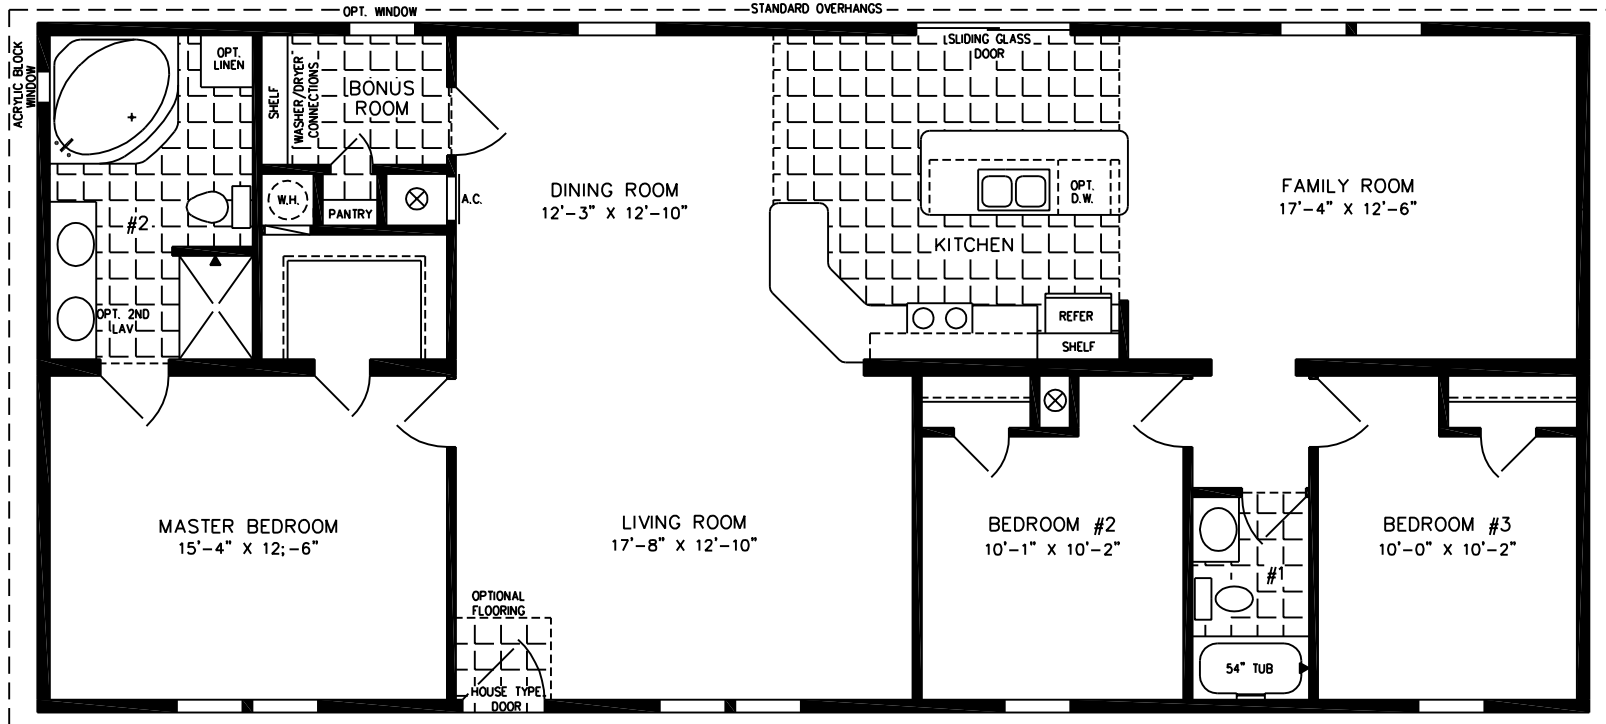 OPT. WINDOW
STANDARD OVERHANGS
ACRYLIC BLOCK
WINDOW
OPT.
LINEN
SHELF
WASHER/DRYER
CONNECTIONS
BONUS
ROOM
SLIDING GLASS
DOOR
W.H.
PANTRY
A.C.
#2
OPT. 2ND
LAV
DINING ROOM
12'-3" X 12'-10"
OPT.
D.W.
KITCHEN
REFER
SHELF
FAMILY ROOM
17'-4" X 12'-6"
MASTER BEDROOM
15'-4" X 12;-6"
LIVING ROOM
17'-8" X 12'-10"
OPTIONAL
FLOORING
HOUSE TYPE
DOOR
BEDROOM #2
10'-1" X 10'-2"
#1
54" TUB
BEDROOM #3
10'-0" X 10'-2"